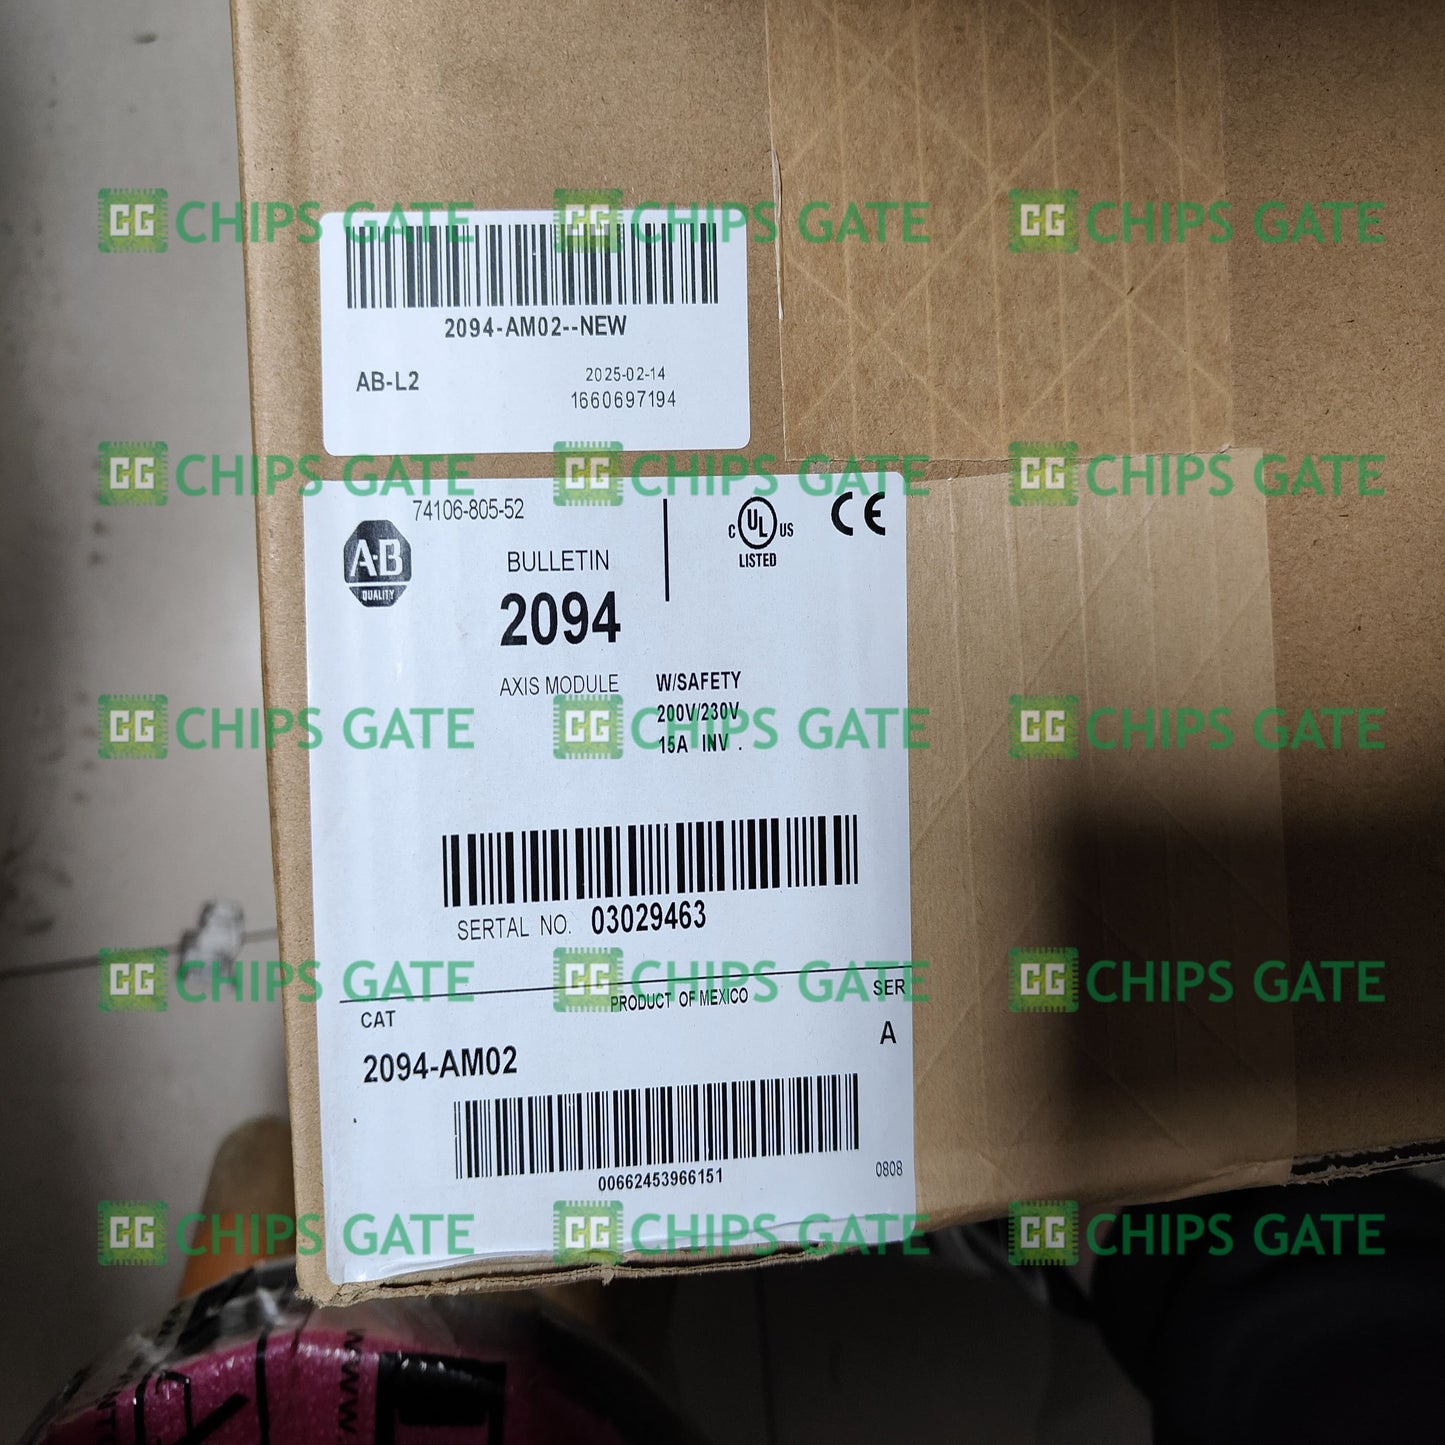 2094-AM02--NEW
AB-L2
2025-02-14
1660697194
74106-805-52
A-B
QUALITY
BULLETIN
2094
C UL US
LISTED
CE
AXIS MODULE
W/SAFETY
200V/230V
15A INV .
SERTAL NO. 03029463
PRODUCT OF MEXICO
SER
CAT
A
2094-AM02
00662453966151
0808
CG CHIPS GATE CG CHIPS GATE CG CHIPS GATE
CG CHIPS GATE CG CHIPS GATE CG CHIPS GATE
CG CHIPS GATE CG CHIPS GATE CG CHIPS GATE
CG CHIPS GATE CG CHIPS GATE CG CHIPS GATE
CG CHIPS GATE CG CHIPS GATE CG CHIPS GATE